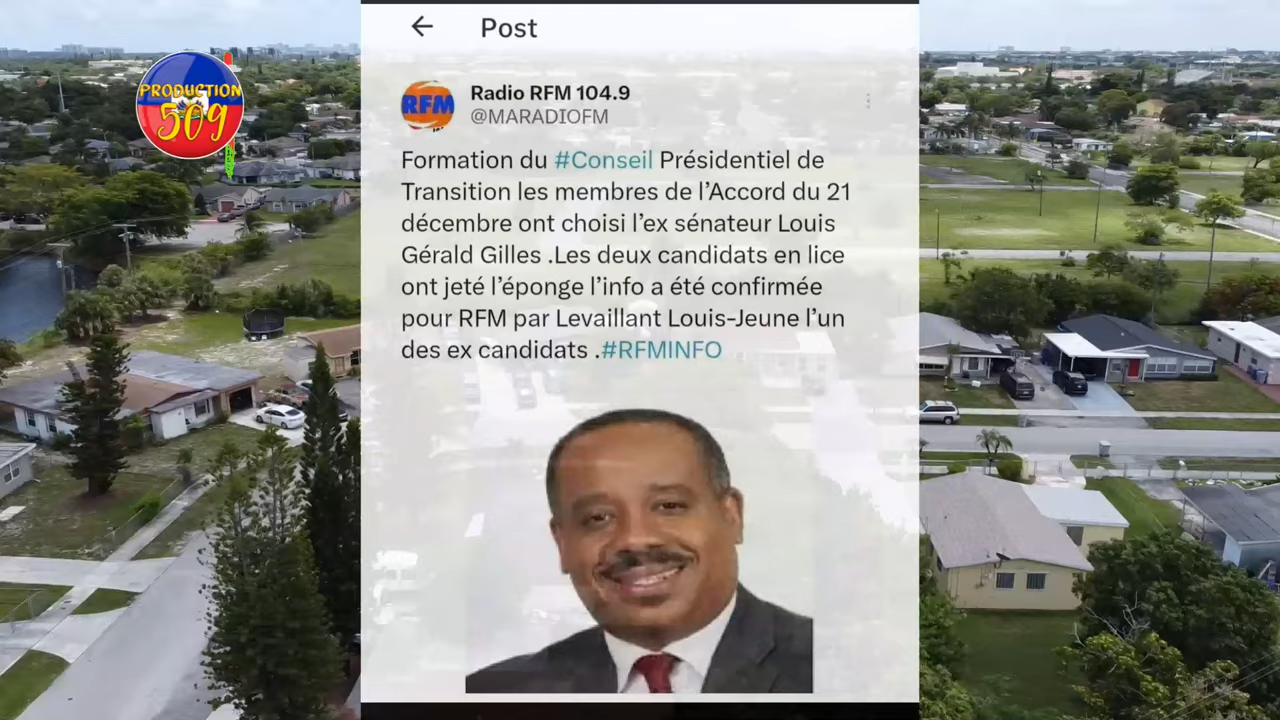 PRODUCTION
509
Post
RFM
Radio RFM 104.9
@MARADIOFM
Formation du #Conseil Présidentiel de
Transition les membres de l’Accord du 21
décembre ont choisi l’ex sénateur Louis
Gérald Gilles .Les deux candidats en lice
ont jeté l’éponge l’info a été confirmée
pour RFM par Levaillant Louis-Jeune l’un
des ex candidats .#RFMINFO